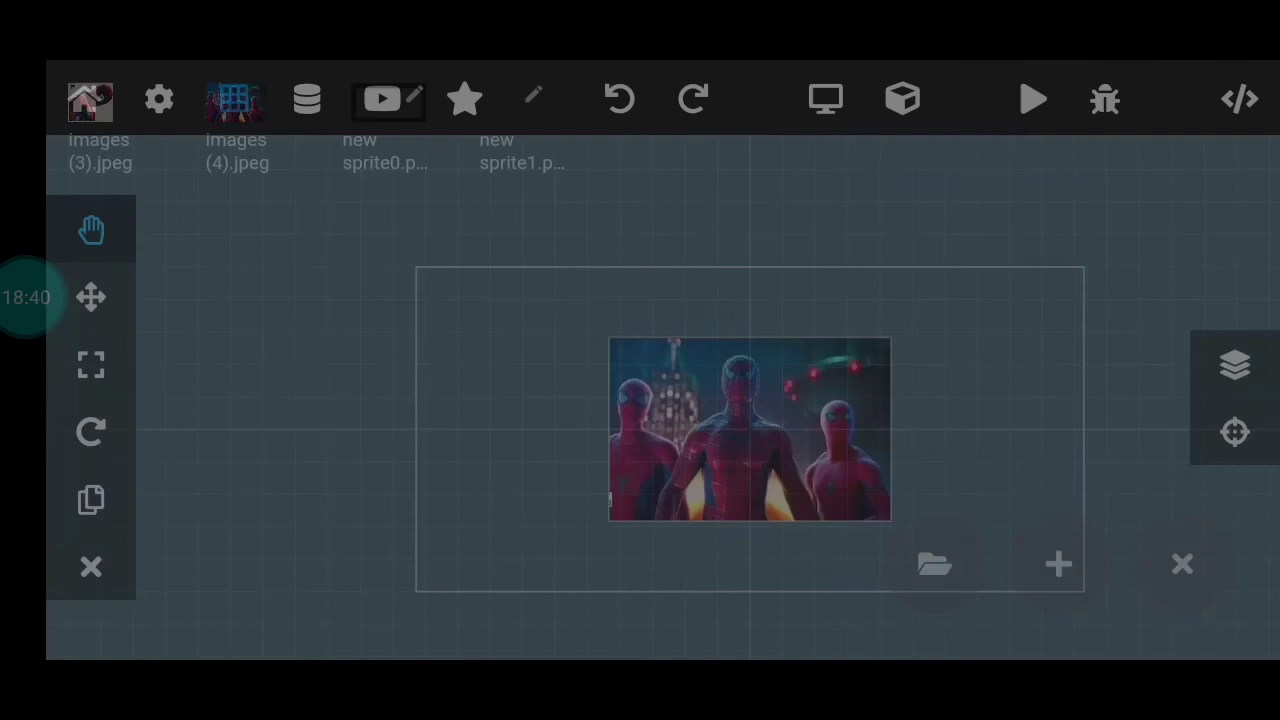 images
(3).jpeg
images
(4).jpeg
new
sprite0.p...
new
sprite1.p...
18:40